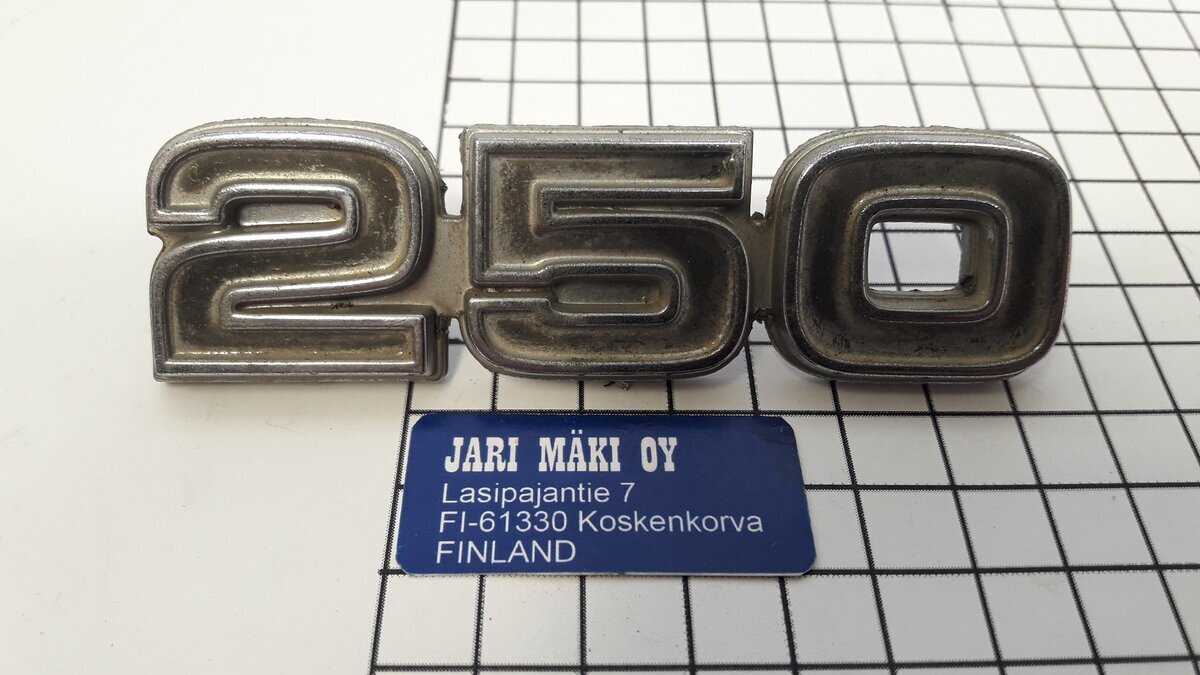 250
JARI MÄKI OY
Lasipajantie 7
FI-61330 Koskenkorva
FINLAND